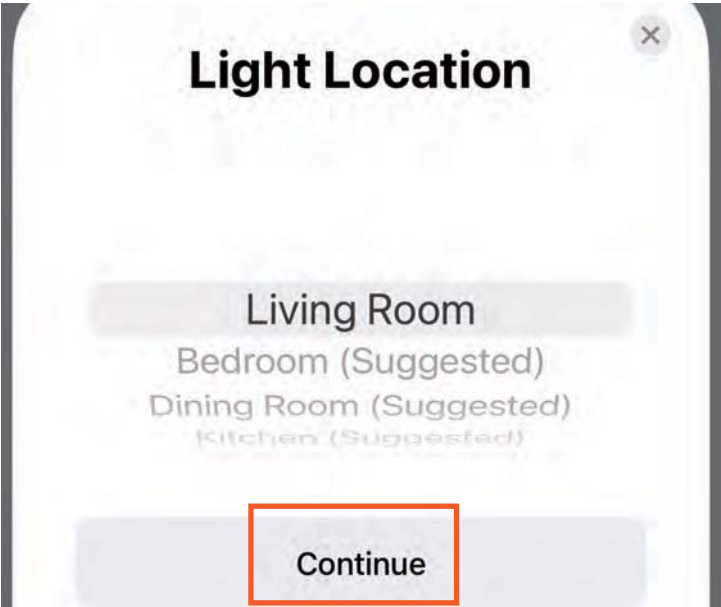 Light Location
Living Room
Bedroom (Suggested)
Dining Room (Suggested)
Kitchen (Suggested)
Continue